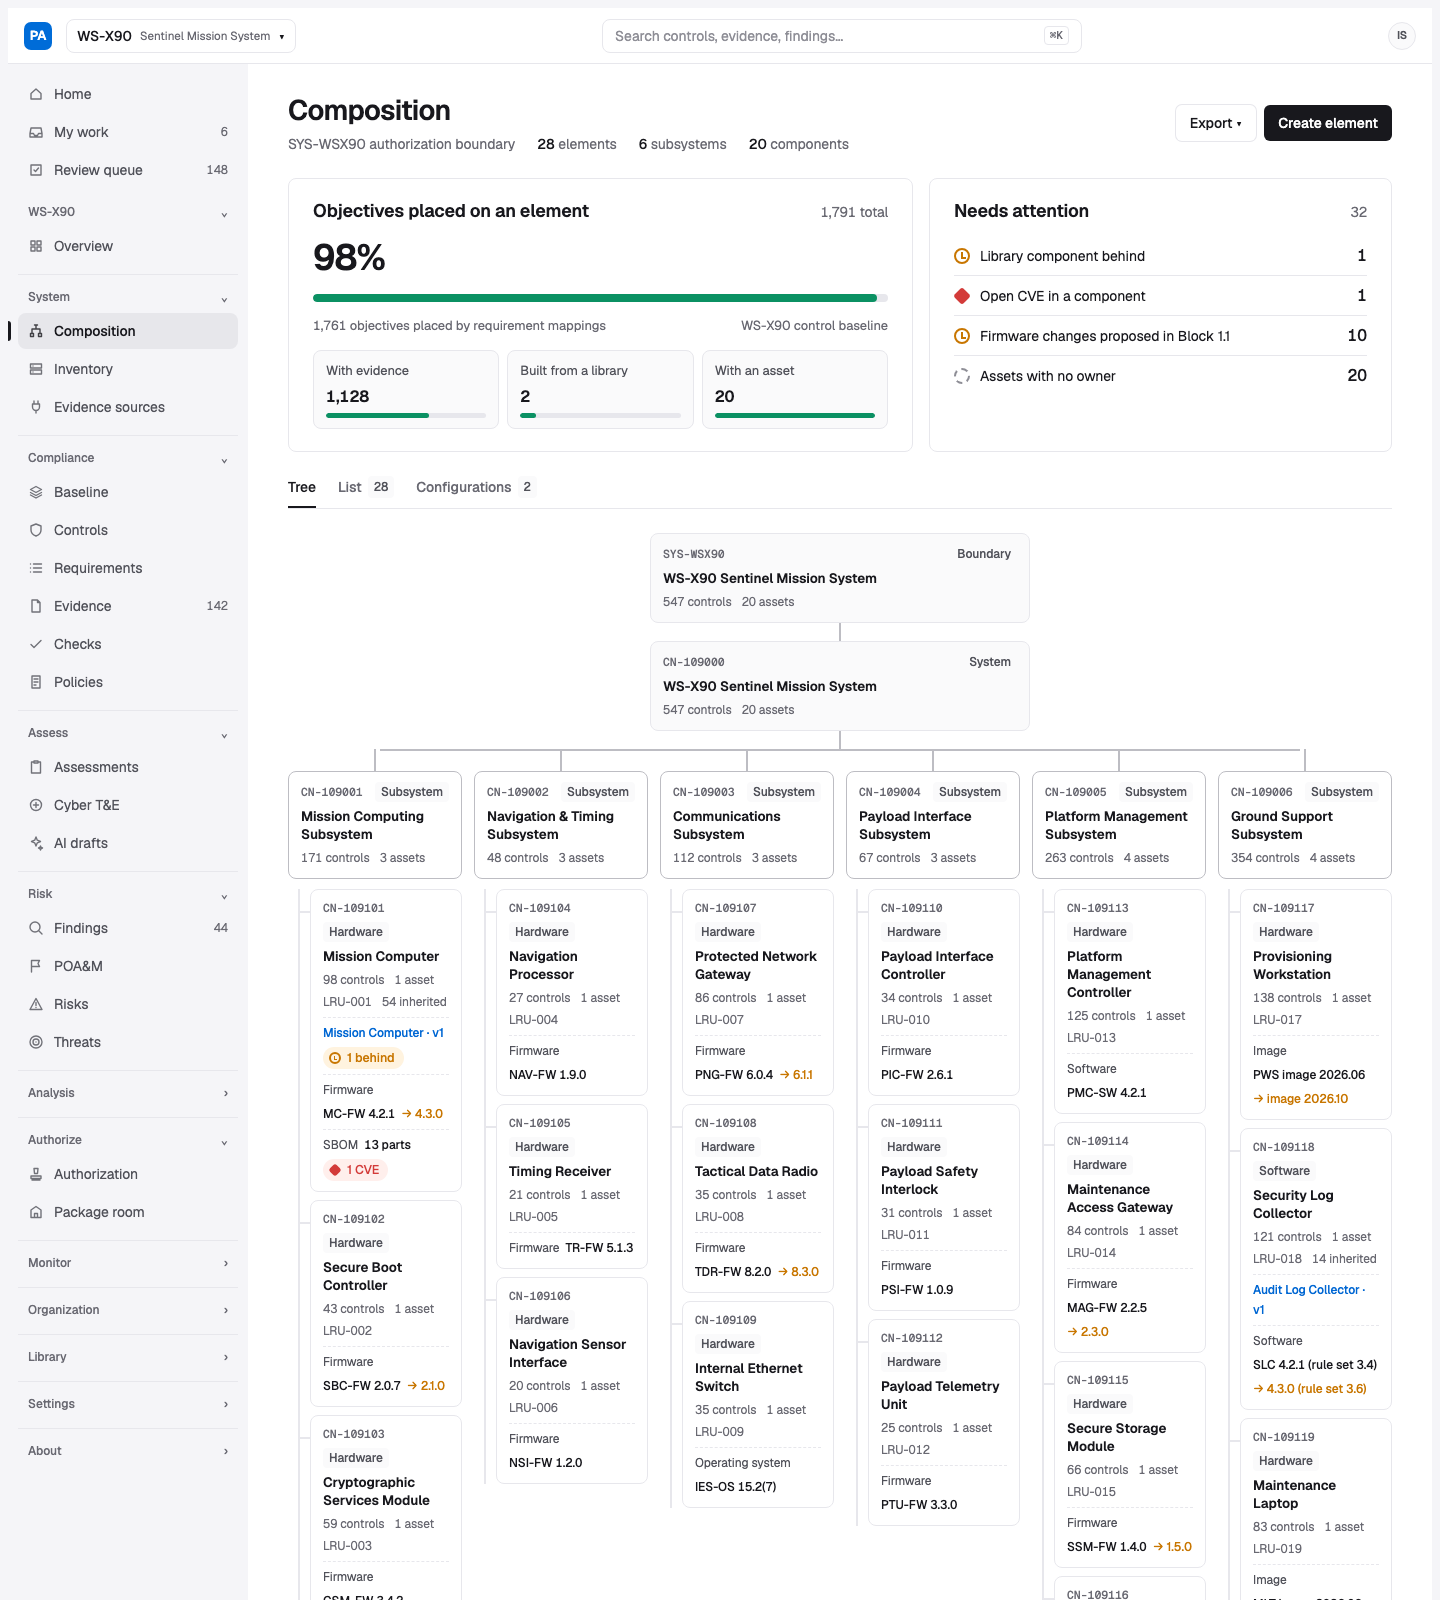 PA
WS-X90 Sentinel Mission System ▾
Search controls, evidence, findings… ⌘K
IS
Home
My work 6
Review queue 148
WS-X90
Overview
System
Composition
Inventory
Evidence sources
Compliance
Baseline
Controls
Requirements
Evidence 142
Checks
Policies
Assess
Assessments
Cyber T&E
AI drafts
Risk
Findings 44
POA&M
Risks
Threats
Analysis
Authorize
Authorization
Package room
Monitor
Organization
Library
Settings
About
Composition
SYS-WSX90 authorization boundary 28 elements 6 subsystems 20 components
Export ▾
Create element
Objectives placed on an element 1,791 total
98%
1,761 objectives placed by requirement mappings WS-X90 control baseline
With evidence
1,128
Built from a library
2
With an asset
20
Needs attention 32
Library component behind 1
Open CVE in a component 1
Firmware changes proposed in Block 1.1 10
Assets with no owner 20
Tree
List 28
Configurations 2
SYS-WSX90 Boundary
WS-X90 Sentinel Mission System
547 controls 20 assets
CN-109000 System
WS-X90 Sentinel Mission System
547 controls 20 assets
CN-109001 Subsystem
Mission Computing
Subsystem
171 controls 3 assets
CN-109002 Subsystem
Navigation & Timing
Subsystem
48 controls 3 assets
CN-109003 Subsystem
Communications
Subsystem
112 controls 3 assets
CN-109004 Subsystem
Payload Interface
Subsystem
67 controls 3 assets
CN-109005 Subsystem
Platform Management
Subsystem
263 controls 4 assets
CN-109006 Subsystem
Ground Support
Subsystem
354 controls 4 assets
CN-109101
Hardware
Mission Computer
98 controls 1 asset
LRU-001 54 inherited
Mission Computer · v1
1 behind
Firmware
MC-FW 4.2.1 → 4.3.0
SBOM 13 parts
1 CVE
CN-109102
Hardware
Secure Boot
Controller
43 controls 1 asset
LRU-002
Firmware
SBC-FW 2.0.7 → 2.1.0
CN-109103
Hardware
Cryptographic
Services Module
59 controls 1 asset
LRU-003
Firmware
CN-109104
Hardware
Navigation
Processor
27 controls 1 asset
LRU-004
Firmware
NAV-FW 1.9.0
CN-109105
Hardware
Timing Receiver
21 controls 1 asset
LRU-005
Firmware TR-FW 5.1.3
CN-109106
Hardware
Navigation Sensor
Interface
20 controls 1 asset
LRU-006
Firmware
NSI-FW 1.2.0
CN-109107
Hardware
Protected Network
Gateway
86 controls 1 asset
LRU-007
Firmware
PNG-FW 6.0.4 → 6.1.1
CN-109108
Hardware
Tactical Data Radio
35 controls 1 asset
LRU-008
Firmware
TDR-FW 8.2.0 → 8.3.0
CN-109109
Hardware
Internal Ethernet
Switch
35 controls 1 asset
LRU-009
Operating system
IES-OS 15.2(7)
CN-109110
Hardware
Payload Interface
Controller
34 controls 1 asset
LRU-010
Firmware
PIC-FW 2.6.1
CN-109111
Hardware
Payload Safety
Interlock
31 controls 1 asset
LRU-011
Firmware
PSI-FW 1.0.9
CN-109112
Hardware
Payload Telemetry
Unit
25 controls 1 asset
LRU-012
Firmware
PTU-FW 3.3.0
CN-109113
Hardware
Platform
Management
Controller
125 controls 1 asset
LRU-013
Software
PMC-SW 4.2.1
CN-109114
Hardware
Maintenance
Access Gateway
84 controls 1 asset
LRU-014
Firmware
MAG-FW 2.2.5
→ 2.3.0
CN-109115
Hardware
Secure Storage
Module
66 controls 1 asset
LRU-015
Firmware
SSM-FW 1.4.0 → 1.5.0
CN-109116
CN-109117
Hardware
Provisioning
Workstation
138 controls 1 asset
LRU-017
Image
PWS image 2026.06
→ image 2026.10
CN-109118
Software
Security Log
Collector
121 controls 1 asset
LRU-018 14 inherited
Audit Log Collector ·
v1
Software
SLC 4.2.1 (rule set 3.4)
→ 4.3.0 (rule set 3.6)
CN-109119
Hardware
Maintenance
Laptop
83 controls 1 asset
LRU-019
Image